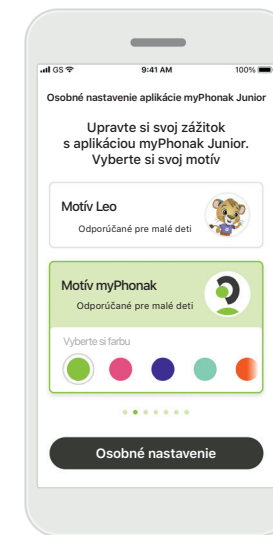 GS 9:41 AM 100%
Osobné nastavenie aplikácie myPhonak Junior
Upravte si svoj zážitok
s aplikáciou myPhonak Junior.
Vyberte si svoj motív
Motív Leo
Odporúčané pre malé deti
Motív myPhonak
Odporúčané pre malé deti
Vyberte si farbu
Osobné nastavenie